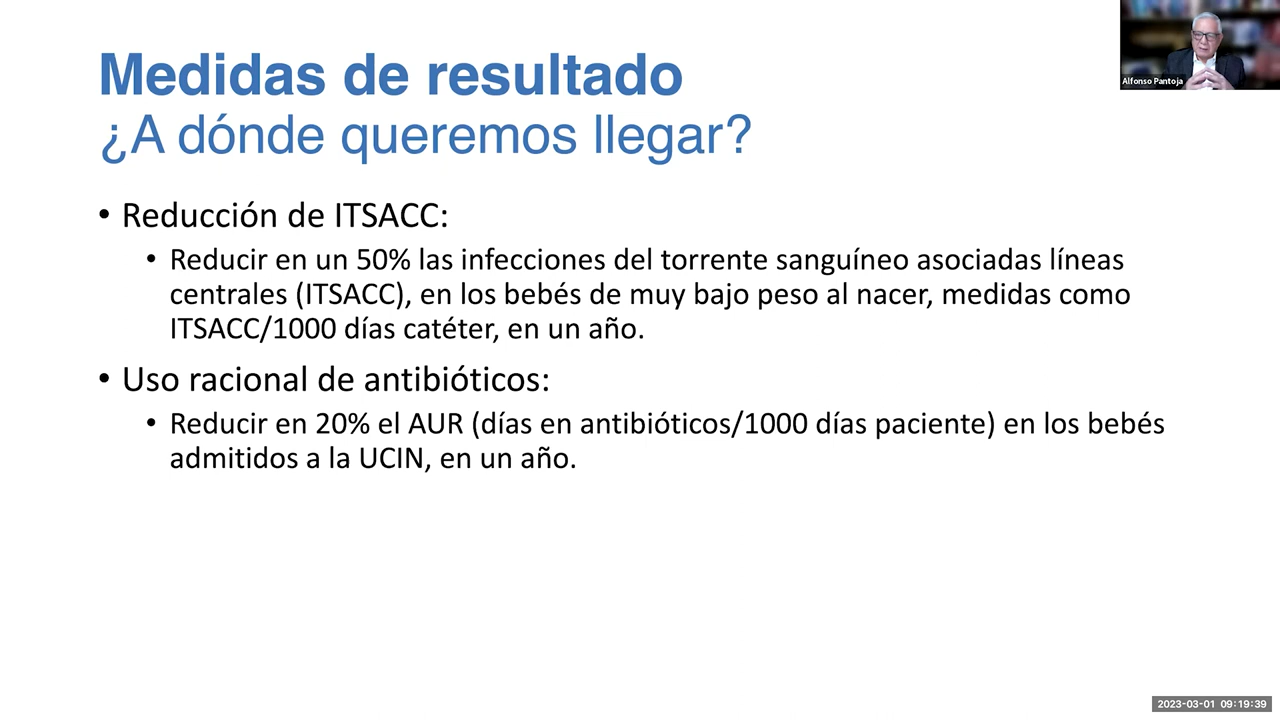 Medidas de resultado
¿A dónde queremos llegar?
• Reducción de ITSACC:
• Reducir en un 50% las infecciones del torrente sanguíneo asociadas líneas
centrales (ITSACC), en los bebés de muy bajo peso al nacer, medidas como
ITSACC/1000 días catéter, en un año.
• Uso racional de antibióticos:
• Reducir en 20% el AUR (días en antibióticos/1000 días paciente) en los bebés
admitidos a la UCIN, en un año.
Alfonso Pantoja
2023-03-01 09:19:39